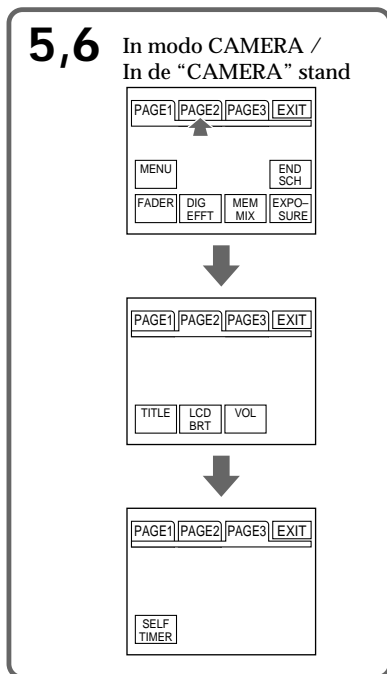 5,6 In modo CAMERA /
In de “CAMERA” stand
PAGE1 PAGE2 PAGE3 EXIT
MENU END
SCH
FADER DIG
EFFT MEM
MIX EXPO–
SURE
PAGE1 PAGE2 PAGE3 EXIT
TITLE LCD
BRT VOL
PAGE1 PAGE2 PAGE3 EXIT
SELF
TIMER